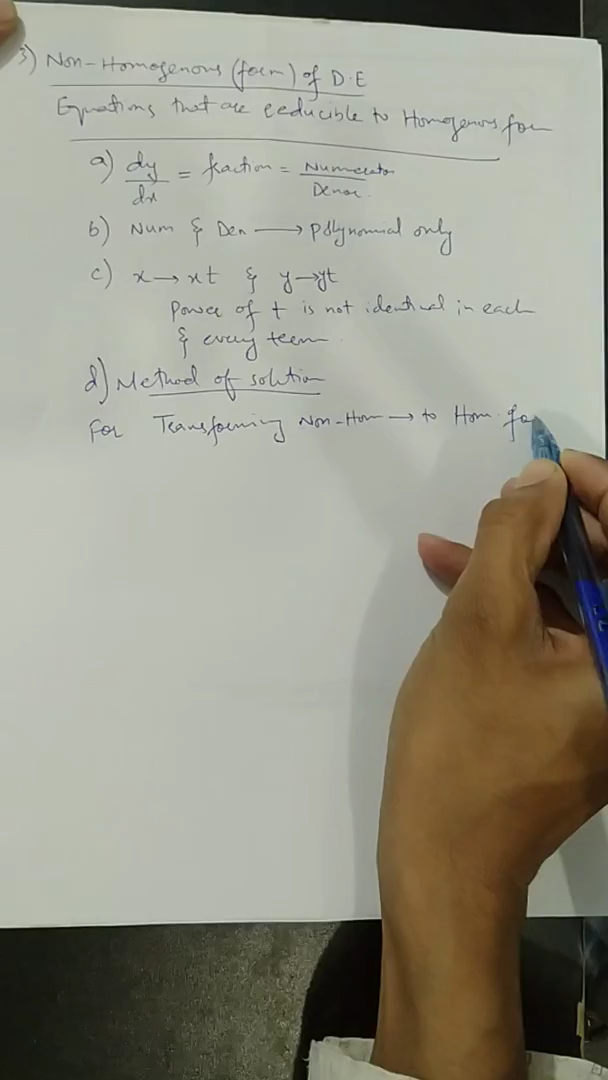 3) Non-Homogenous (form) of D.E
Equations that are reducible to Homogenous form
a) dy/dx = fraction = Numerator/Denor.
b) Num & Den → polynomial only
c) x → xt & y → yt
Power of t is not identical in each
& every term.
d) Method of solution
For Transforming Non-Hom → to Hom. fo